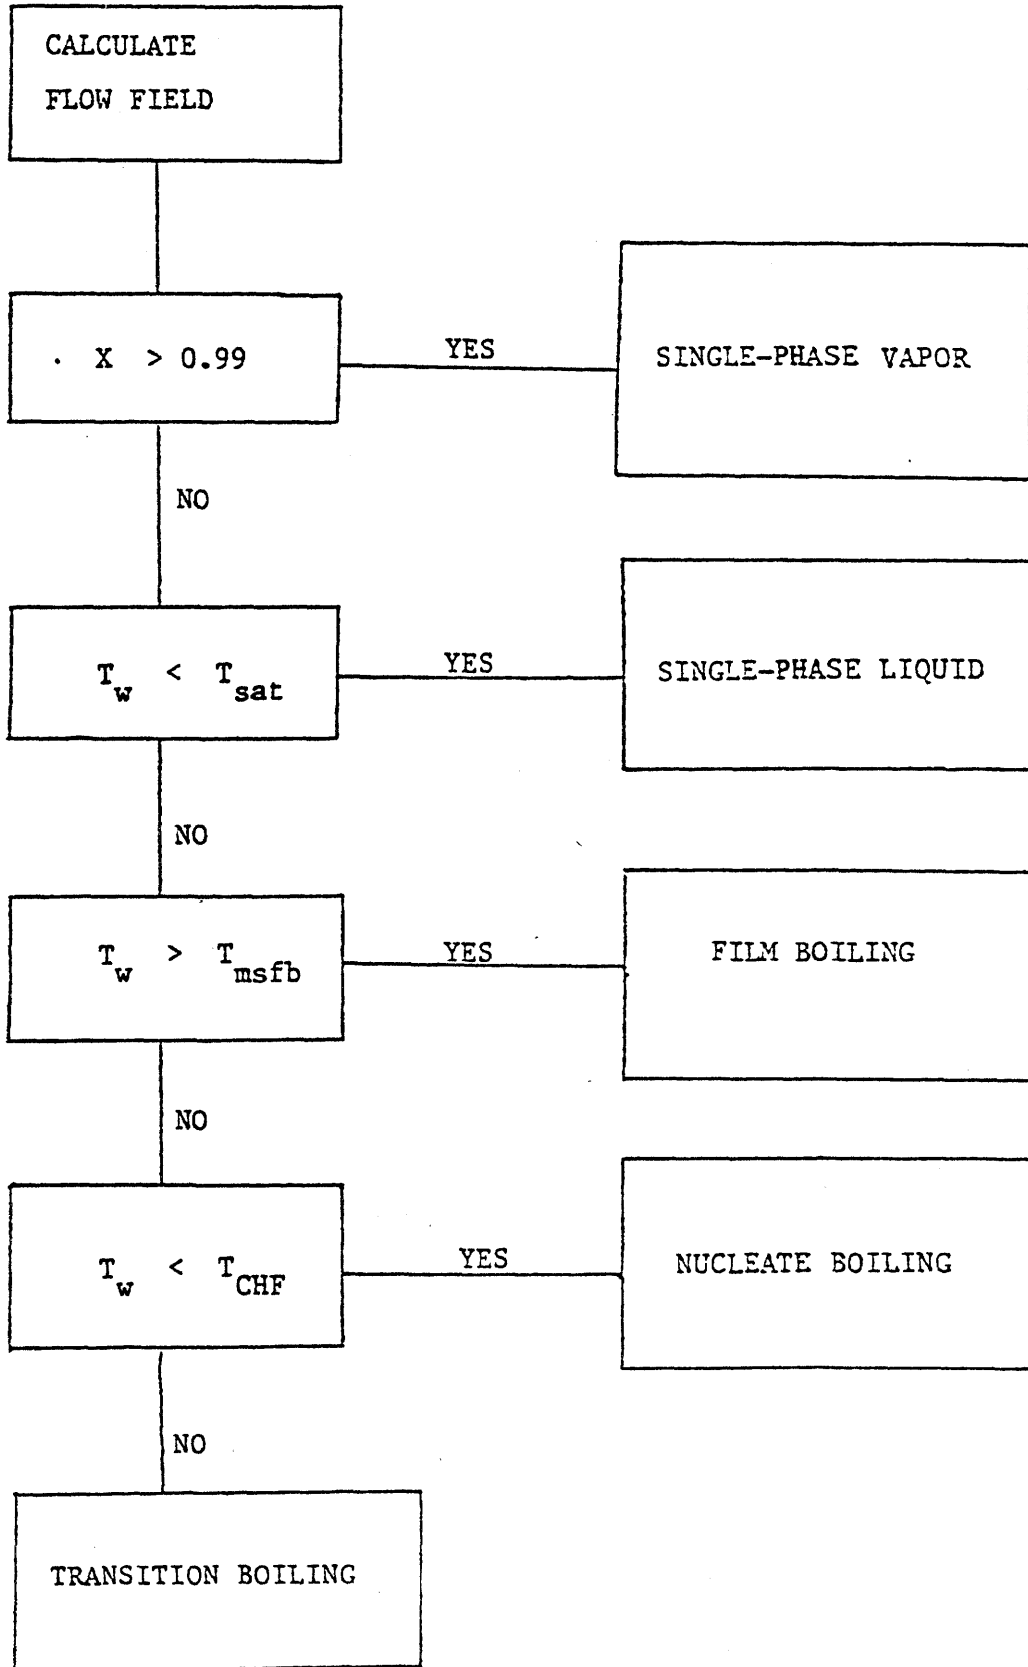 CALCULATE
FLOW FIELD
X > 0.99
YES
SINGLE-PHASE VAPOR
NO
T_w < T_sat
YES
SINGLE-PHASE LIQUID
NO
T_w > T_msfb
YES
FILM BOILING
NO
T_w < T_CHF
YES
NUCLEATE BOILING
NO
TRANSITION BOILING